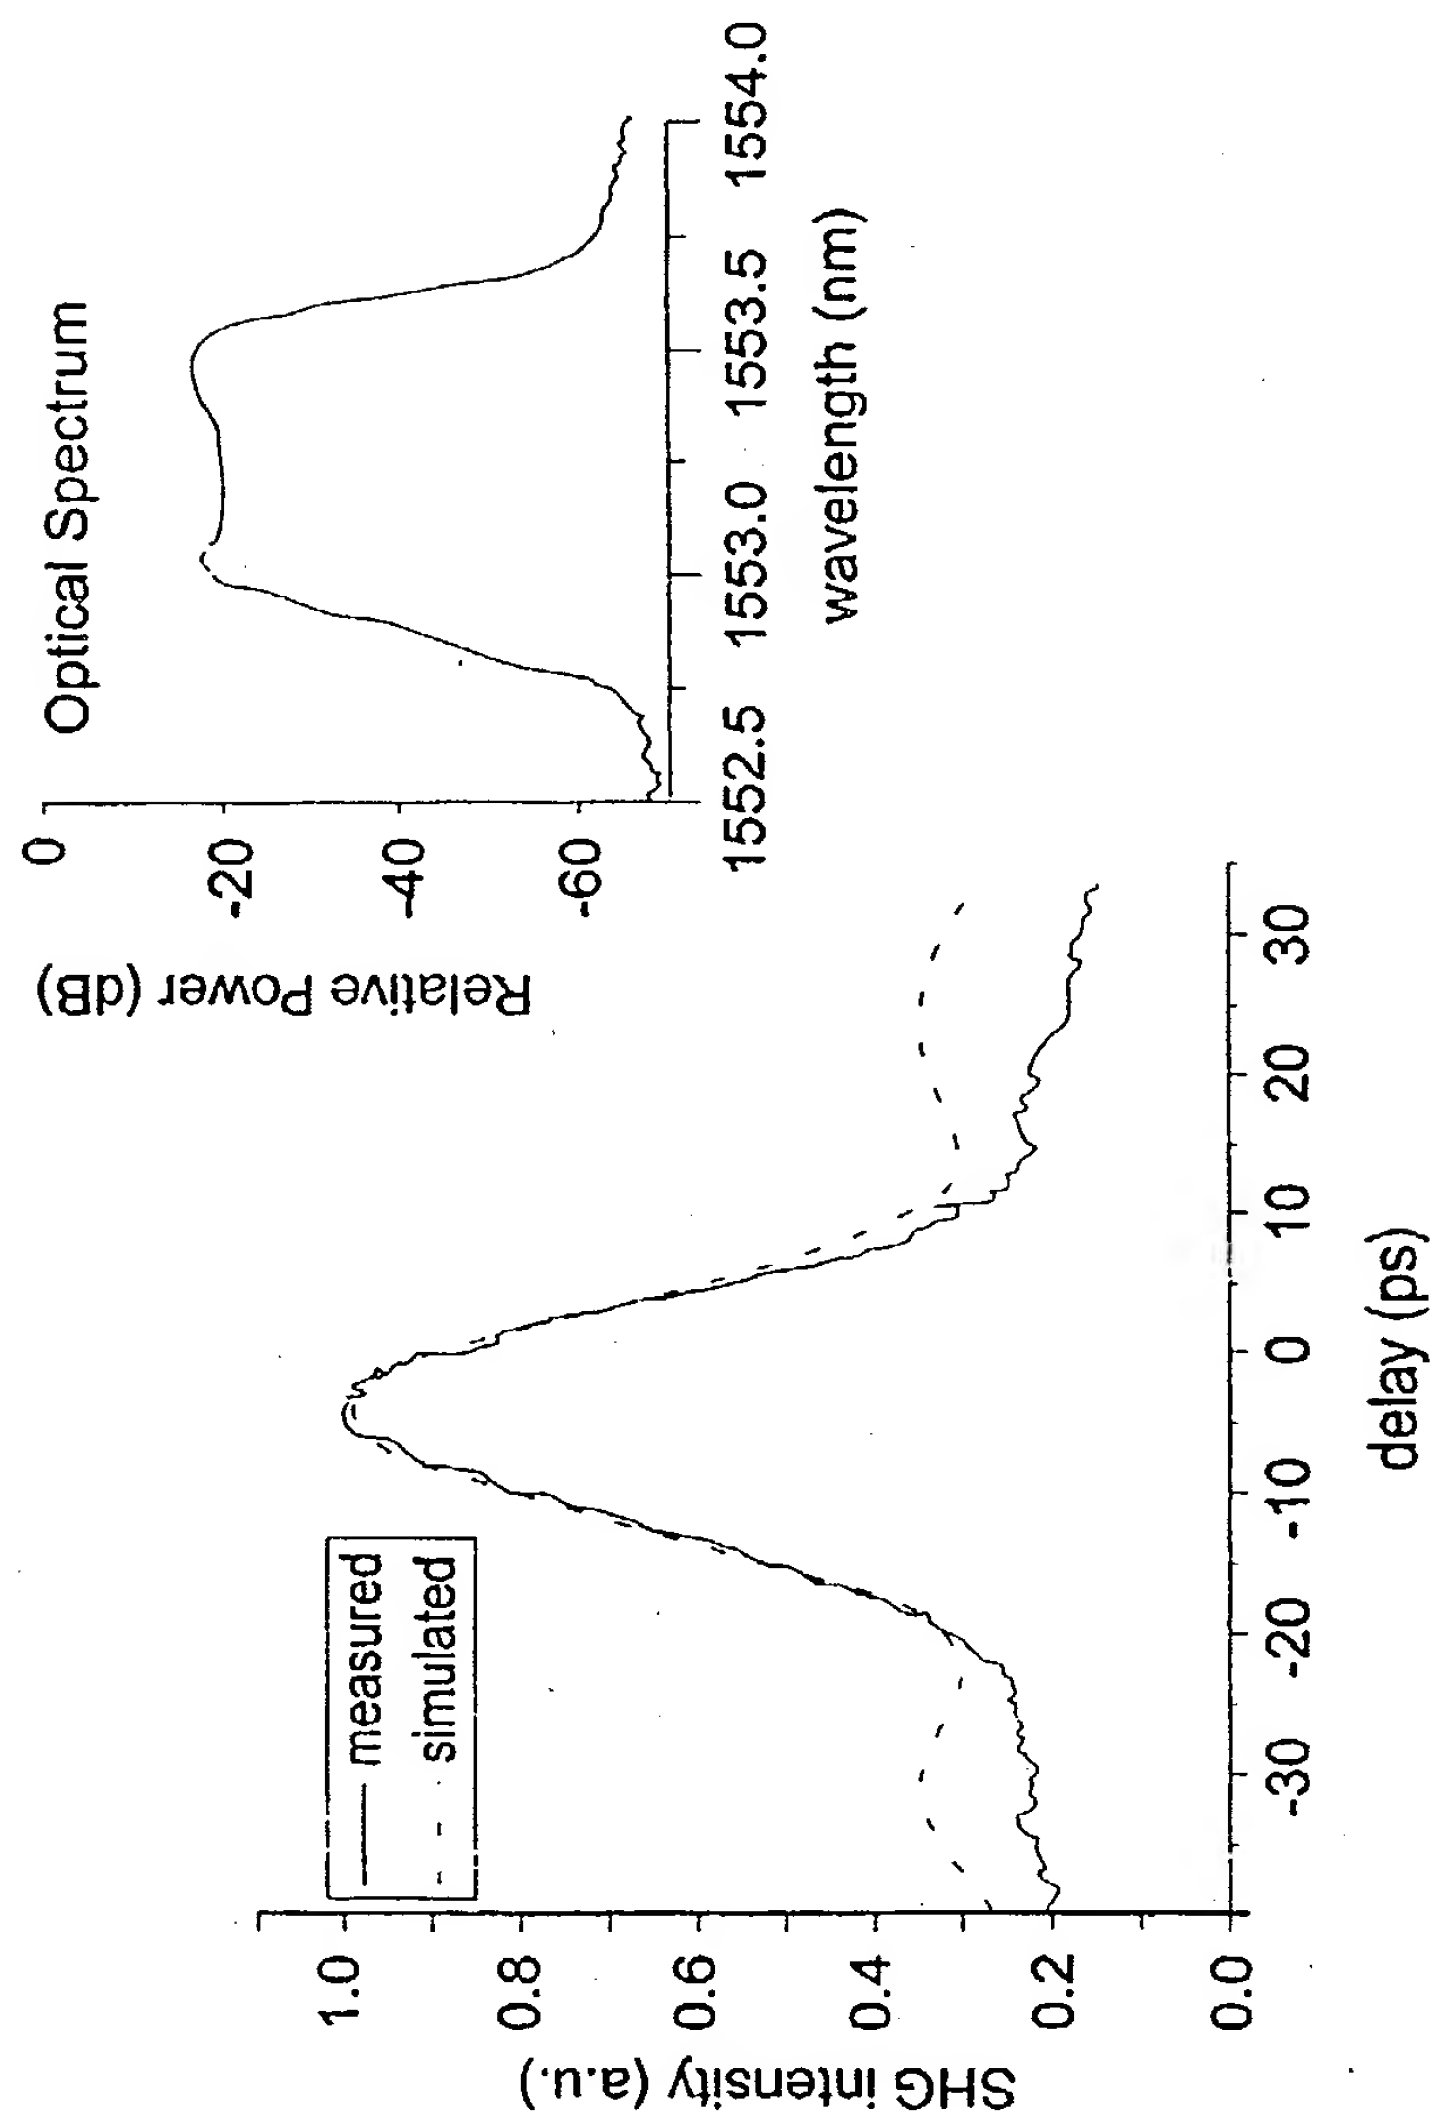 Optical Spectrum
0
-20
-40
-60
Relative Power (dB)
1552.5 1553.0 1553.5 1554.0
wavelength (nm)
measured
simulated
1.0
0.8
0.6
0.4
0.2
0.0
SHG intensity (a.u.)
-30 -20 -10 0 10 20 30
delay (ps)